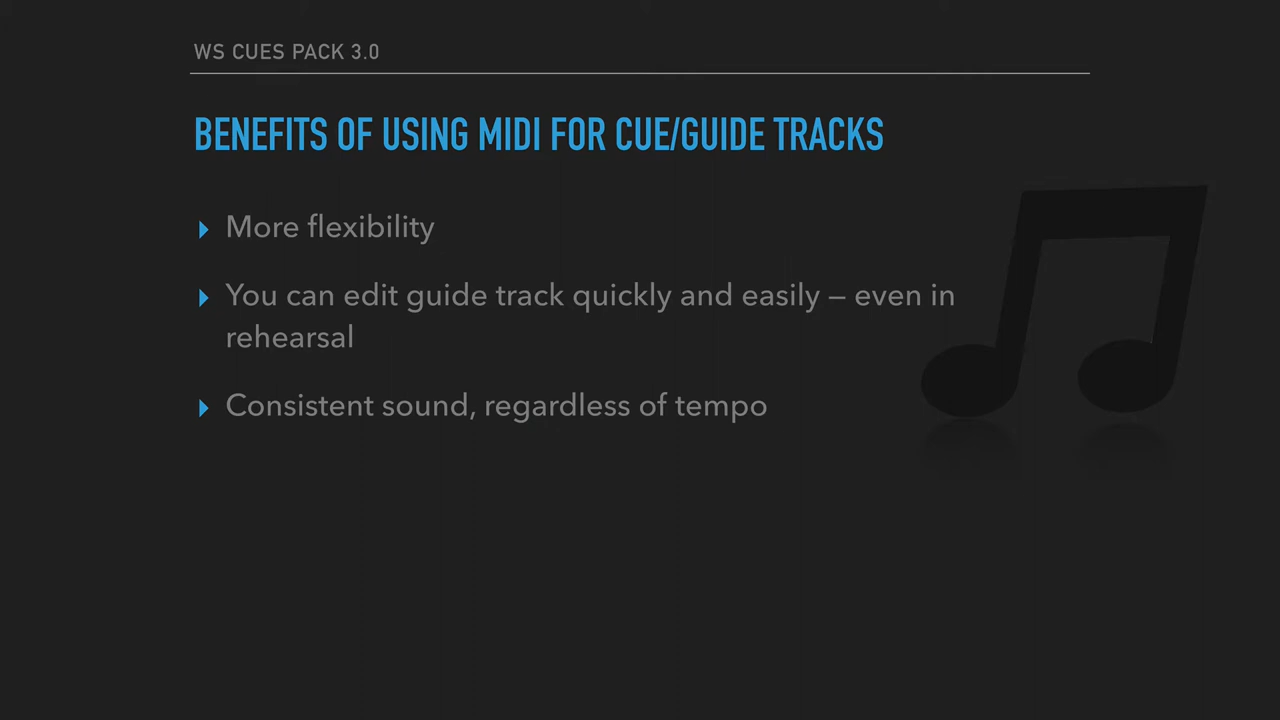 WS CUES PACK 3.0
BENEFITS OF USING MIDI FOR CUE/GUIDE TRACKS
More flexibility
You can edit guide track quickly and easily – even in
rehearsal
Consistent sound, regardless of tempo